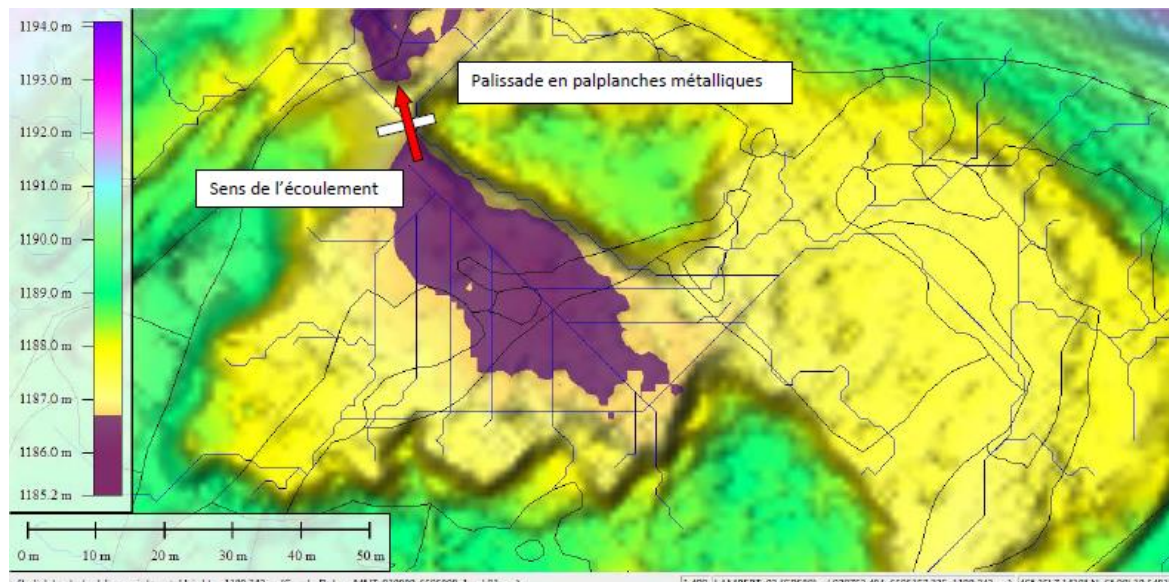 1194.0 m
1193.0 m
1192.0 m
1191.0 m
1190.0 m
1189.0 m
1188.0 m
1187.0 m
1186.0 m
1185.2 m
Palissade en palplanches métalliques
Sens de l'écoulement
0 m 10 m 20 m 30 m 40 m 50 m